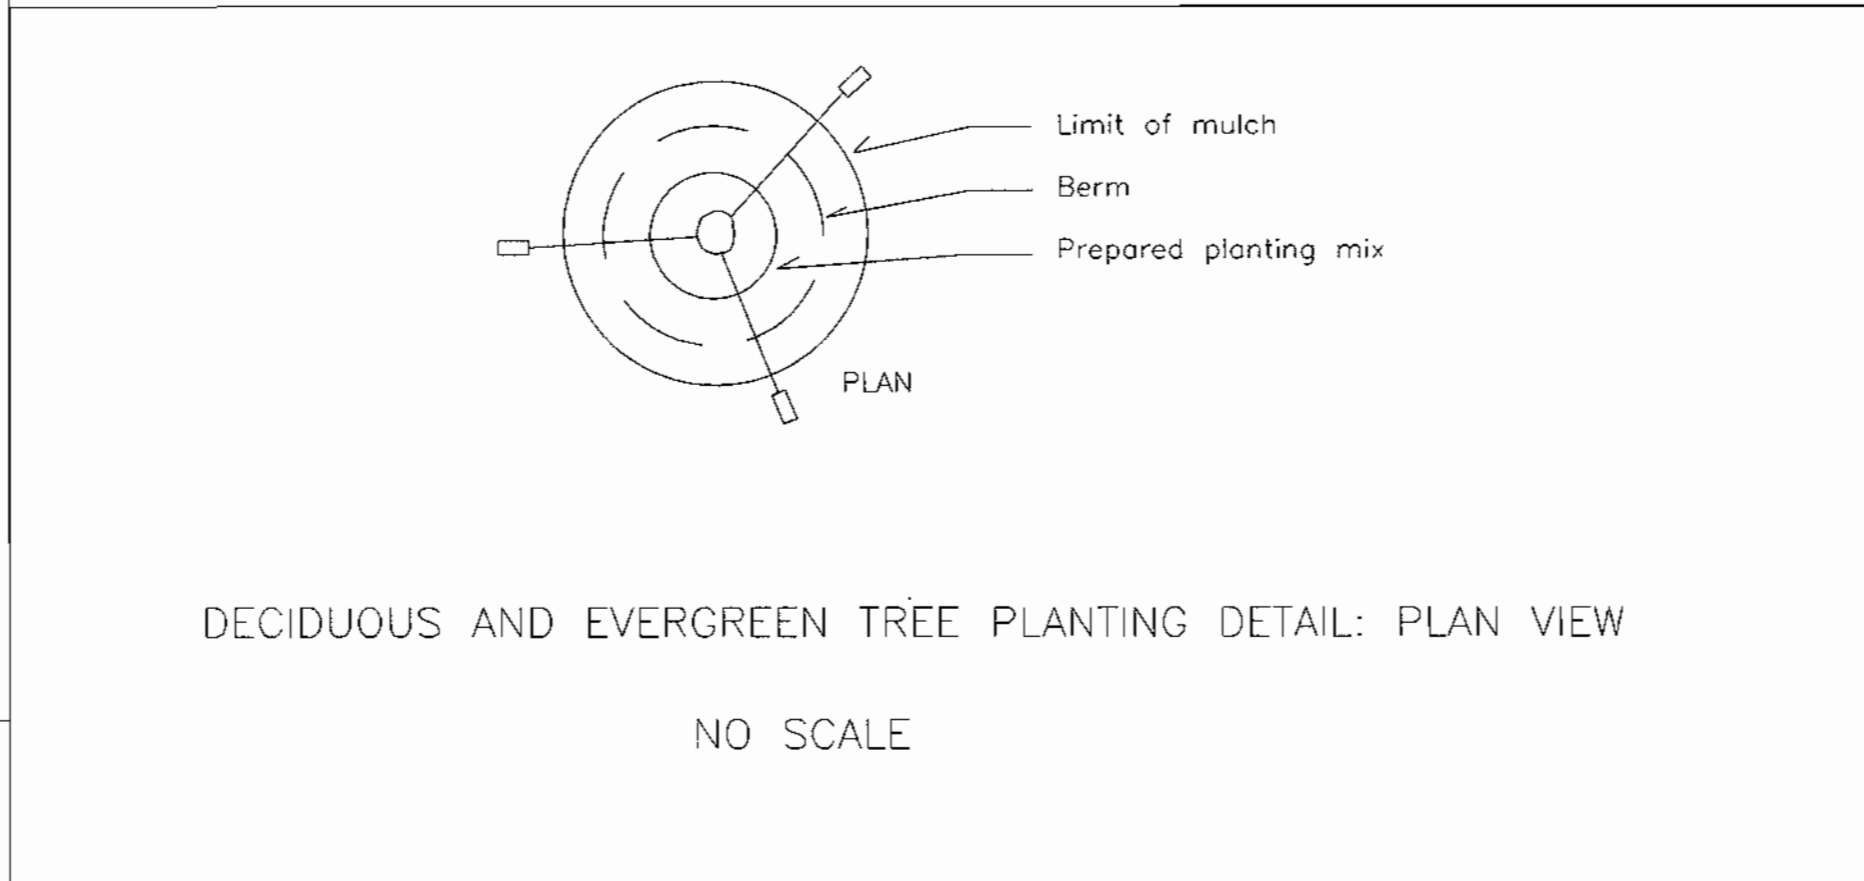 Limit of mulch
Berm
Prepared planting mix
PLAN
DECIDUOUS AND EVERGREEN TREE PLANTING DETAIL: PLAN VIEW
NO SCALE